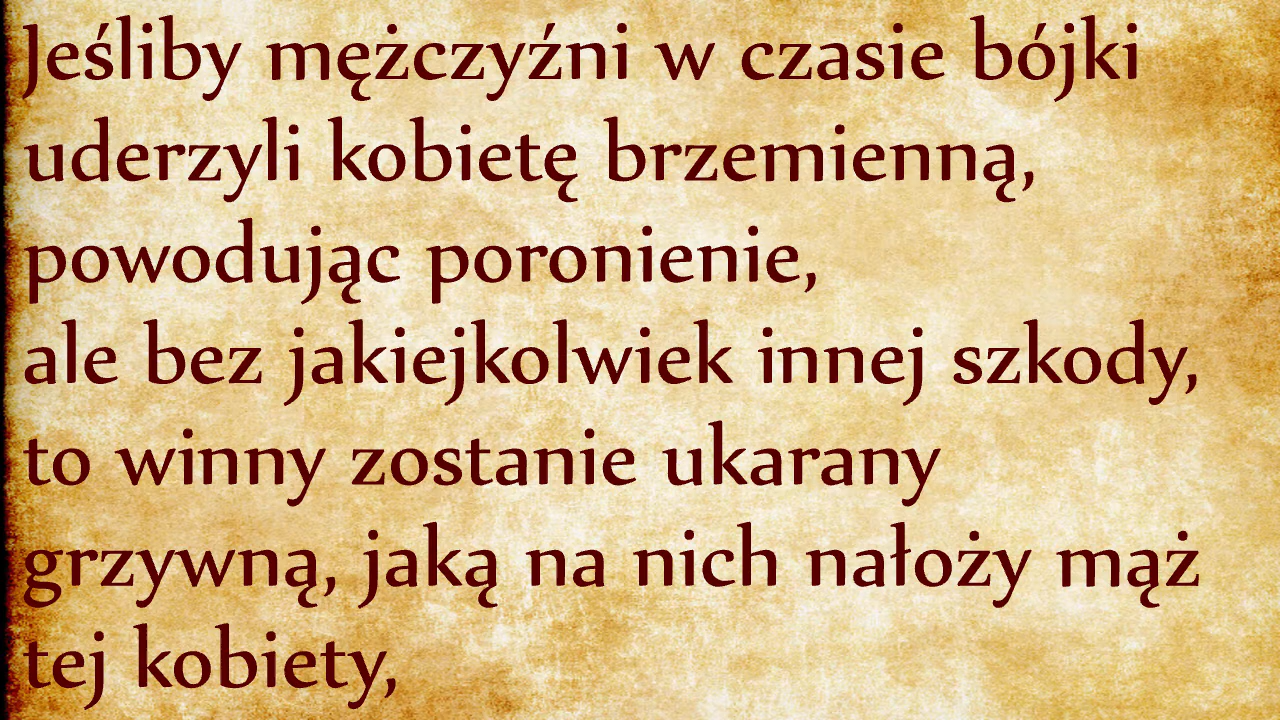 Jeśliby mężczyźni w czasie bójki
uderzyli kobietę brzemienną,
powodując poronienie,
ale bez jakiejkolwiek innej szkody,
to winny zostanie ukarany
grzywną, jaką na nich nałoży mąż
tej kobiety,